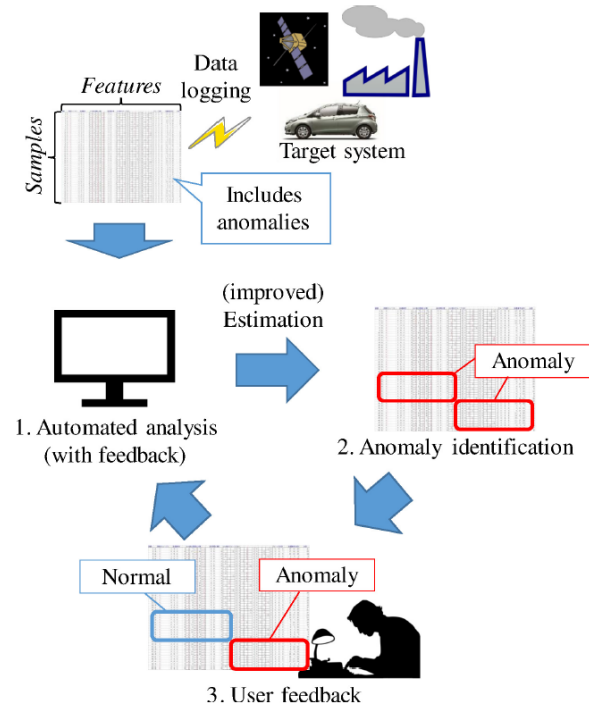 Features
Data
logging
Samples
Target system
Includes
anomalies
(improved)
Estimation
Anomaly
1. Automated analysis
(with feedback)
2. Anomaly identification
Normal
Anomaly
3. User feedback